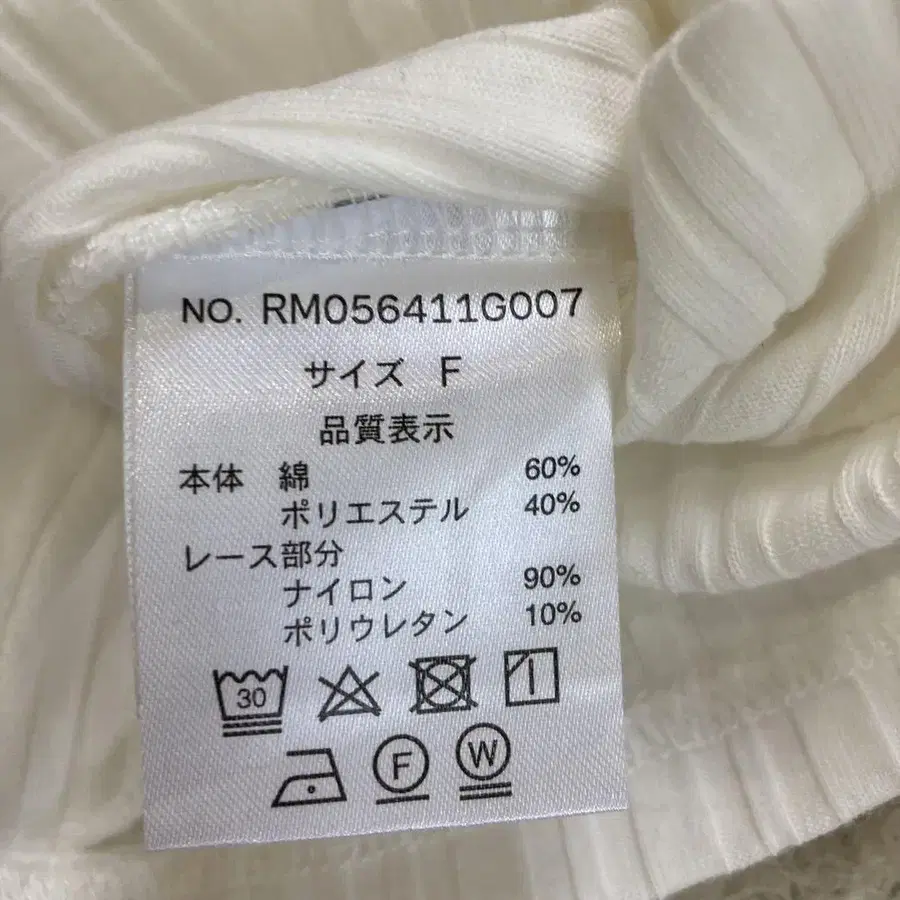 NO. RM056411G007
サイズ F
品質表示
本体 綿 60%
ポリエステル 40%
レース部分
ナイロン 90%
ポリウレタン 10%
30
F W